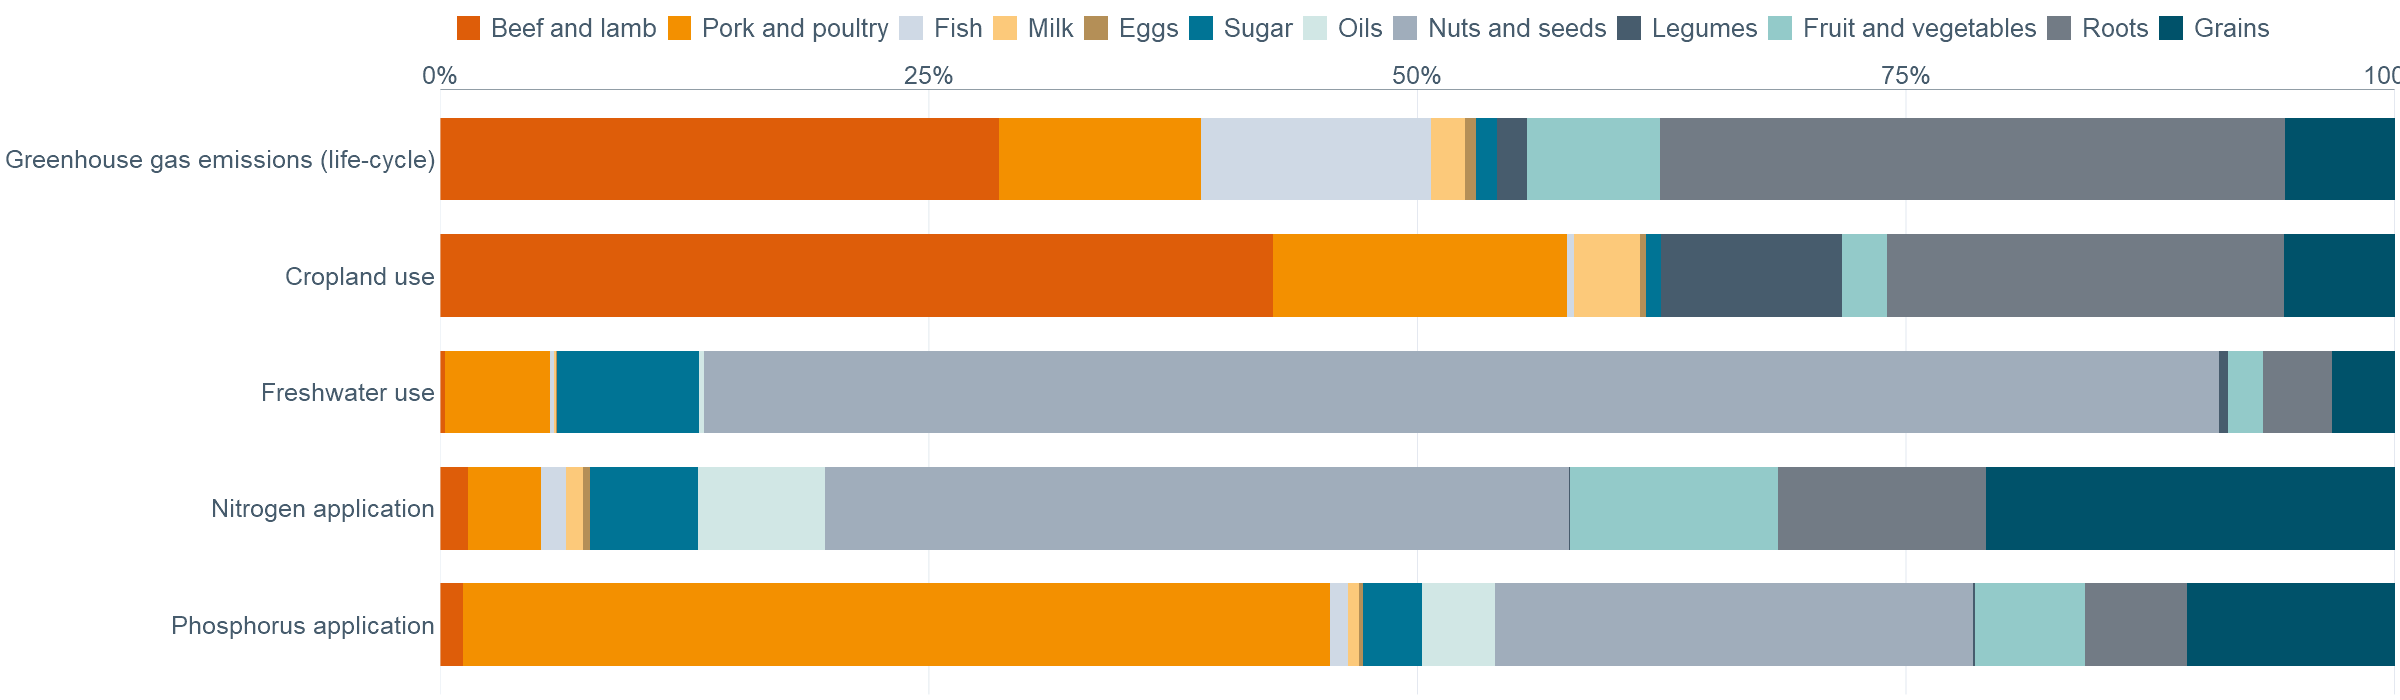 Beef and lamb Pork and poultry Fish Milk Eggs Sugar Oils Nuts and seeds Legumes Fruit and vegetables Roots Grains
0% 25% 50% 75% 100
Greenhouse gas emissions (life-cycle)
Cropland use
Freshwater use
Nitrogen application
Phosphorus application